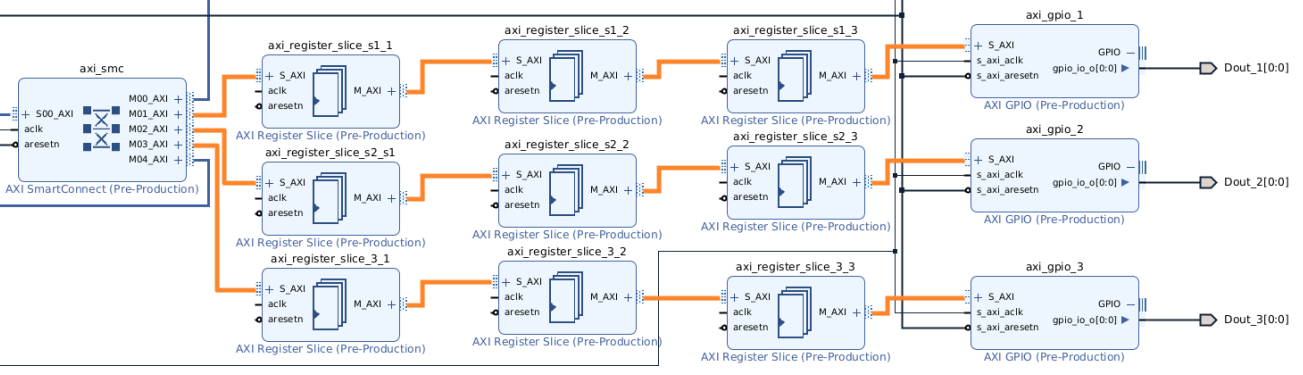 axi_smc
S00_AXI
aclk
aresetn
M00_AXI
M01_AXI
M02_AXI
M03_AXI
M04_AXI
AXI SmartConnect (Pre-Production)
axi_register_slice_s1_1
S_AXI
aclk
aresetn
M_AXI
AXI Register Slice (Pre-Production)
axi_register_slice_s1_2
S_AXI
aclk
aresetn
M_AXI
AXI Register Slice (Pre-Production)
axi_register_slice_s1_3
S_AXI
aclk
aresetn
M_AXI
AXI Register Slice (Pre-Production)
axi_gpio_1
S_AXI
s_axi_aclk
s_axi_aresetn
GPIO
gpio_io_o[0:0]
AXI GPIO (Pre-Production)
Dout_1[0:0]
axi_register_slice_s2_s1
S_AXI
aclk
aresetn
M_AXI
AXI Register Slice (Pre-Production)
axi_register_slice_s2_2
S_AXI
aclk
aresetn
M_AXI
AXI Register Slice (Pre-Production)
axi_register_slice_s2_3
S_AXI
aclk
aresetn
M_AXI
AXI Register Slice (Pre-Production)
axi_gpio_2
S_AXI
s_axi_aclk
s_axi_aresetn
GPIO
gpio_io_o[0:0]
AXI GPIO (Pre-Production)
Dout_2[0:0]
axi_register_slice_3_1
S_AXI
aclk
aresetn
M_AXI
AXI Register Slice (Pre-Production)
axi_register_slice_3_2
S_AXI
aclk
aresetn
M_AXI
AXI Register Slice (Pre-Production)
axi_register_slice_3_3
S_AXI
aclk
aresetn
M_AXI
AXI Register Slice (Pre-Production)
axi_gpio_3
S_AXI
s_axi_aclk
s_axi_aresetn
GPIO
gpio_io_o[0:0]
AXI GPIO (Pre-Production)
Dout_3[0:0]